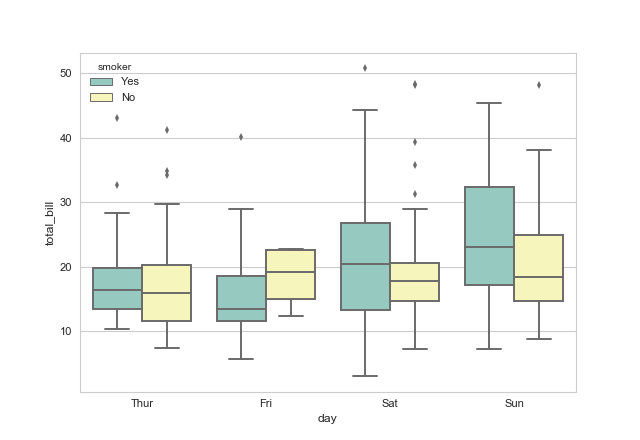 smoker
Yes
No
50
40
30
20
10
total_bill
Thur Fri Sat Sun
day